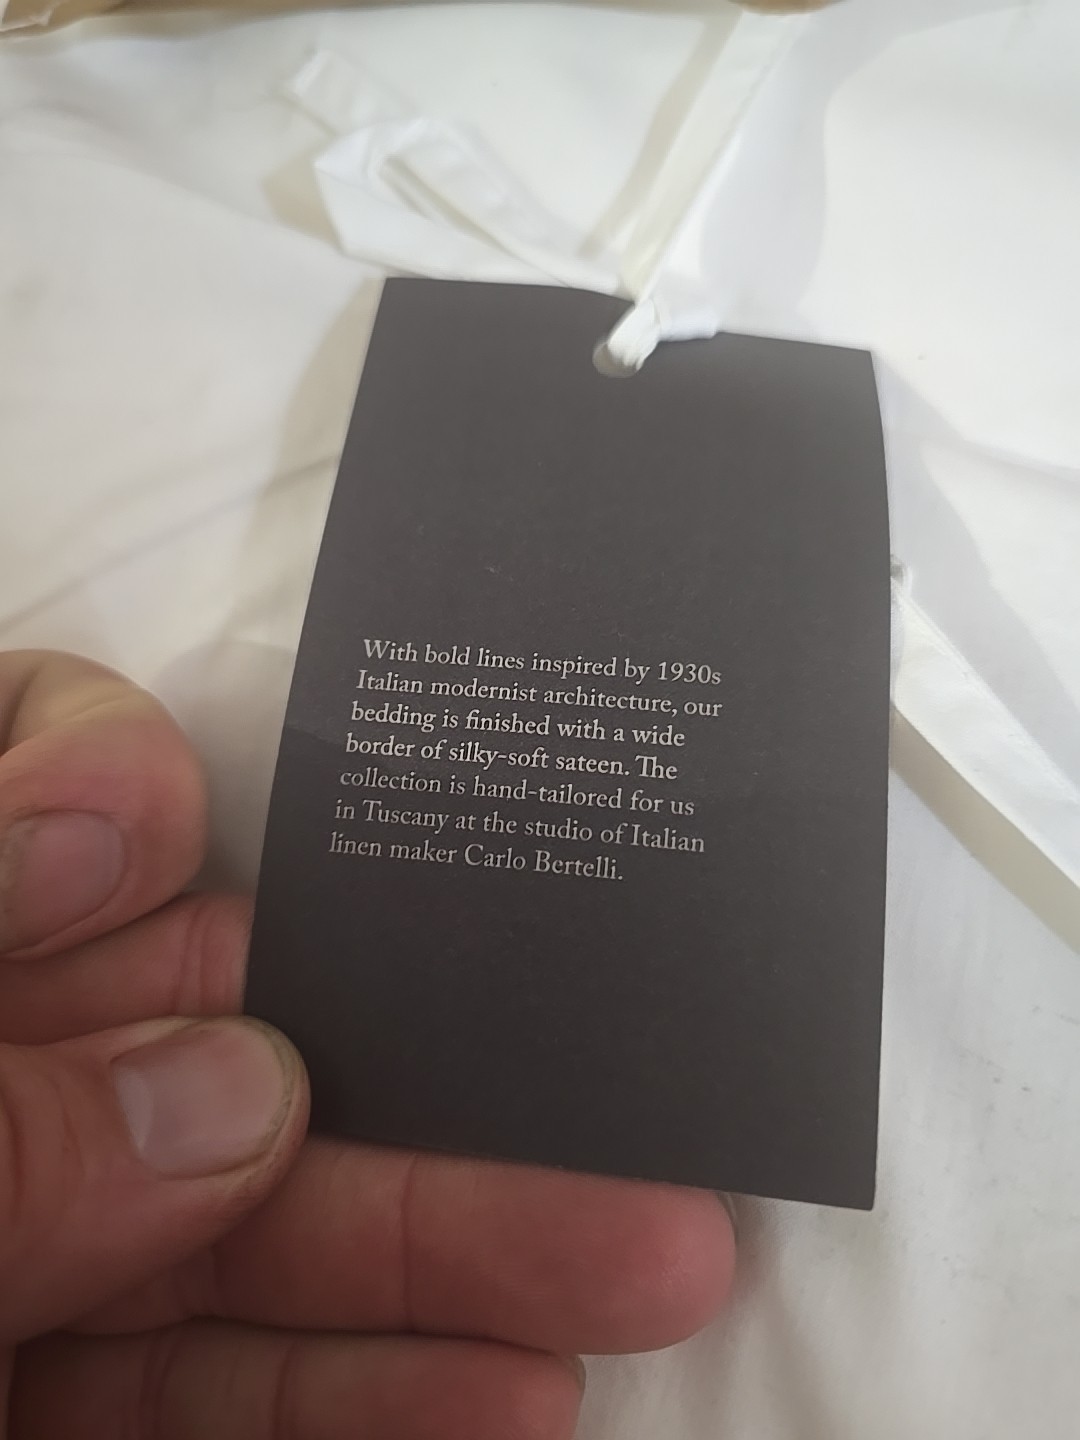 With bold lines inspired by 1930s
Italian modernist architecture, our
bedding is finished with a wide
border of silky-soft sateen. The
collection is hand-tailored for us
in Tuscany at the studio of Italian
linen maker Carlo Bertelli.